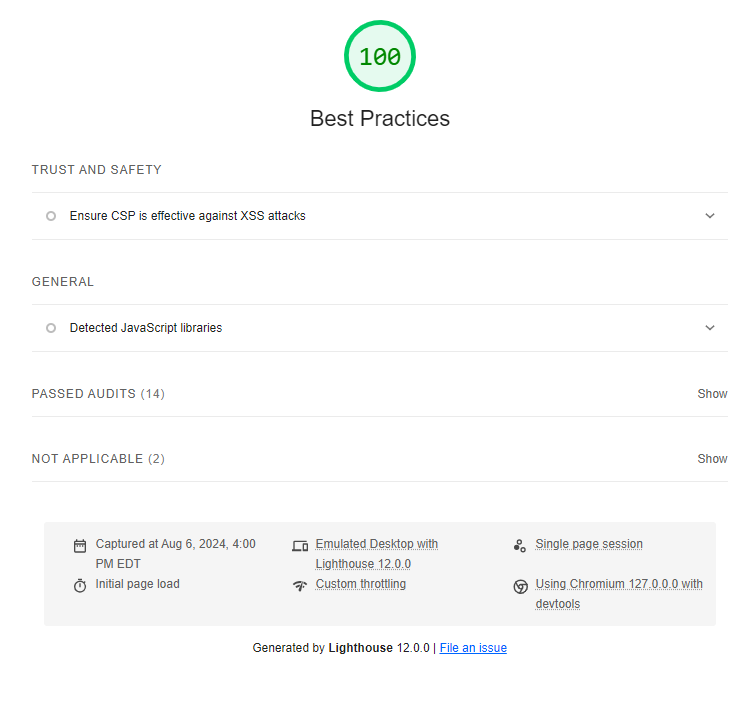 100
Best Practices
TRUST AND SAFETY
Ensure CSP is effective against XSS attacks
GENERAL
Detected JavaScript libraries
PASSED AUDITS (14)
Show
NOT APPLICABLE (2)
Show
Captured at Aug 6, 2024, 4:00
PM EDT
Emulated Desktop with
Lighthouse 12.0.0
Single page session
Initial page load
Custom throttling
Using Chromium 127.0.0.0 with
devtools
Generated by Lighthouse 12.0.0 | File an issue